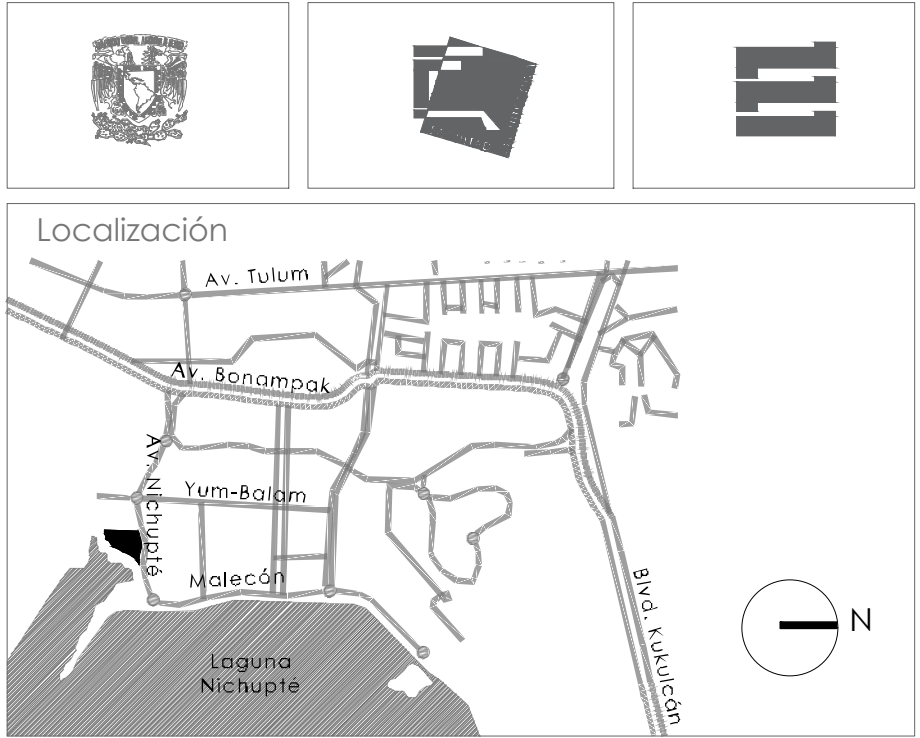 Localización
Av. Tulum
Av. Bonampak
Av. Nichupté
Yum-Balam
Malecón
Laguna
Nichupté
Blvd. Kukulcán
N